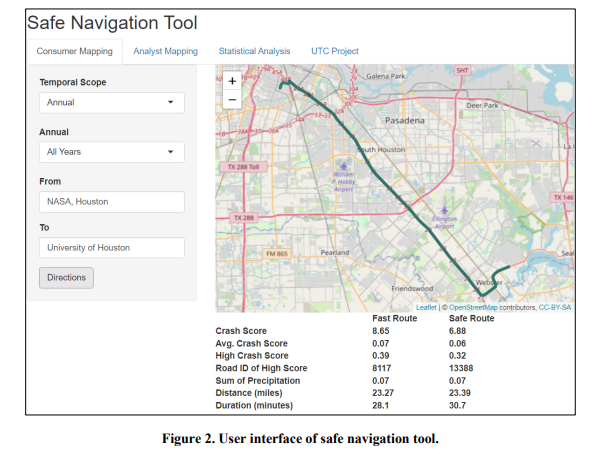 Safe Navigation Tool
Consumer Mapping
Analyst Mapping
Statistical Analysis
UTC Project
Temporal Scope
Annual
Annual
All Years
From
NASA, Houston
To
University of Houston
Directions
+
−
Galena Park
SHT
Deer Park
Pasadena
South Houston
TX 288 Toll
William
P. Hobby
Airport
TX 146
TX 288
Ellington
Airport
FM 865
Pearland
Friendswood
Webster
Leaflet | © OpenStreetMap contributors, CC-BY-SA
Fast Route Safe Route
Crash Score 8.65 6.88
Avg. Crash Score 0.07 0.06
High Crash Score 0.39 0.32
Road ID of High Score 8117 13388
Sum of Precipitation 0.07 0.07
Distance (miles) 23.27 23.39
Duration (minutes) 28.1 30.7
Figure 2. User interface of safe navigation tool.